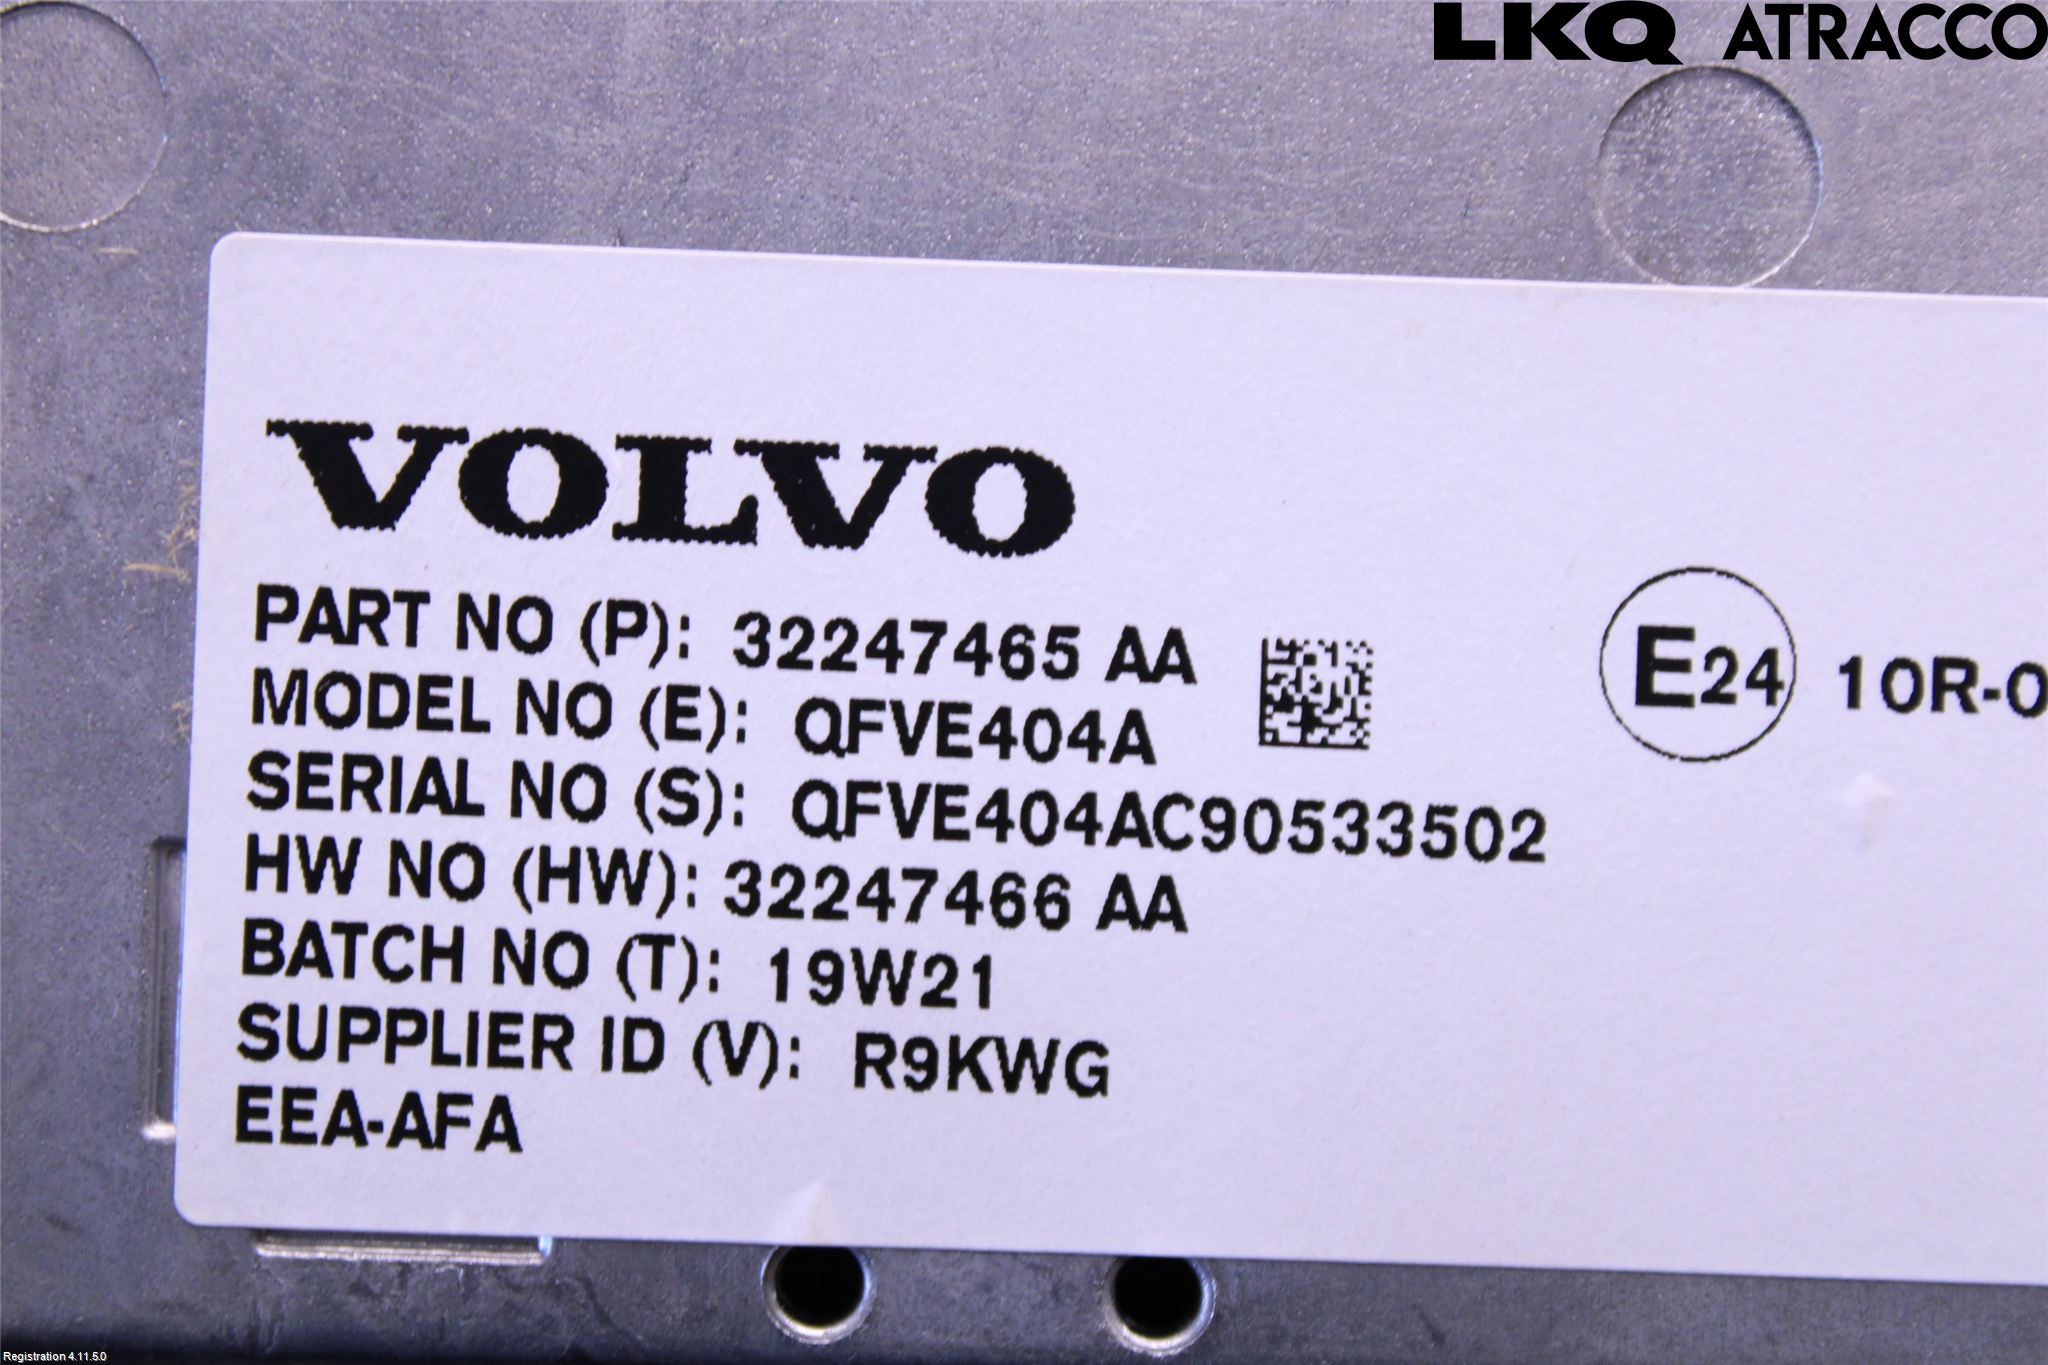 LKQ ATRACCO
VOLVO
PART NO (P): 32247465 AA
MODEL NO (E): QFVE404A
SERIAL NO (S): QFVE404AC90533502
HW NO (HW): 32247466 AA
BATCH NO (T): 19W21
SUPPLIER ID (V): R9KWG
EEA-AFA
E24 10R-0
Registration 4.11.5.0